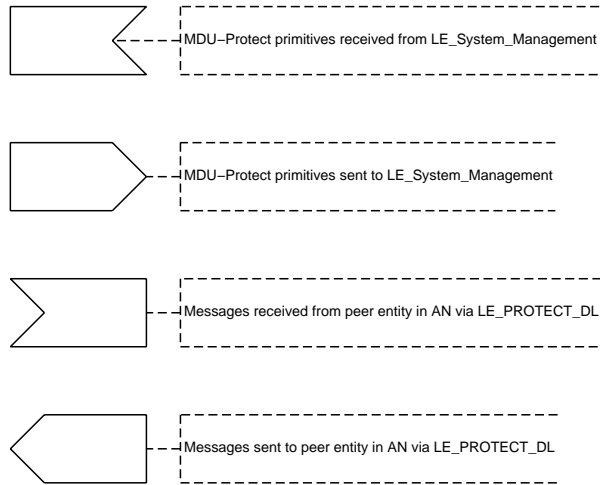 MDU−Protect primitives received from LE_System_Management
MDU−Protect primitives sent to LE_System_Management
Messages received from peer entity in AN via LE_PROTECT_DL
Messages sent to peer entity in AN via LE_PROTECT_DL